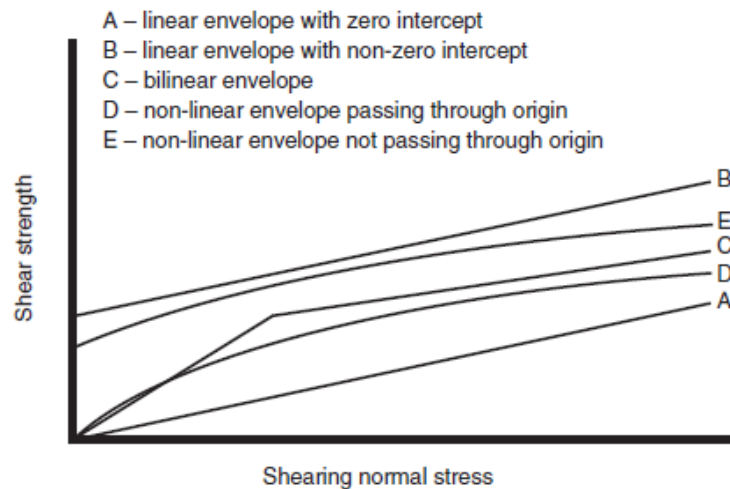 A – linear envelope with zero intercept
B – linear envelope with non-zero intercept
C – bilinear envelope
D – non-linear envelope passing through origin
E – non-linear envelope not passing through origin
Shear strength
B
E
C
D
A
Shearing normal stress